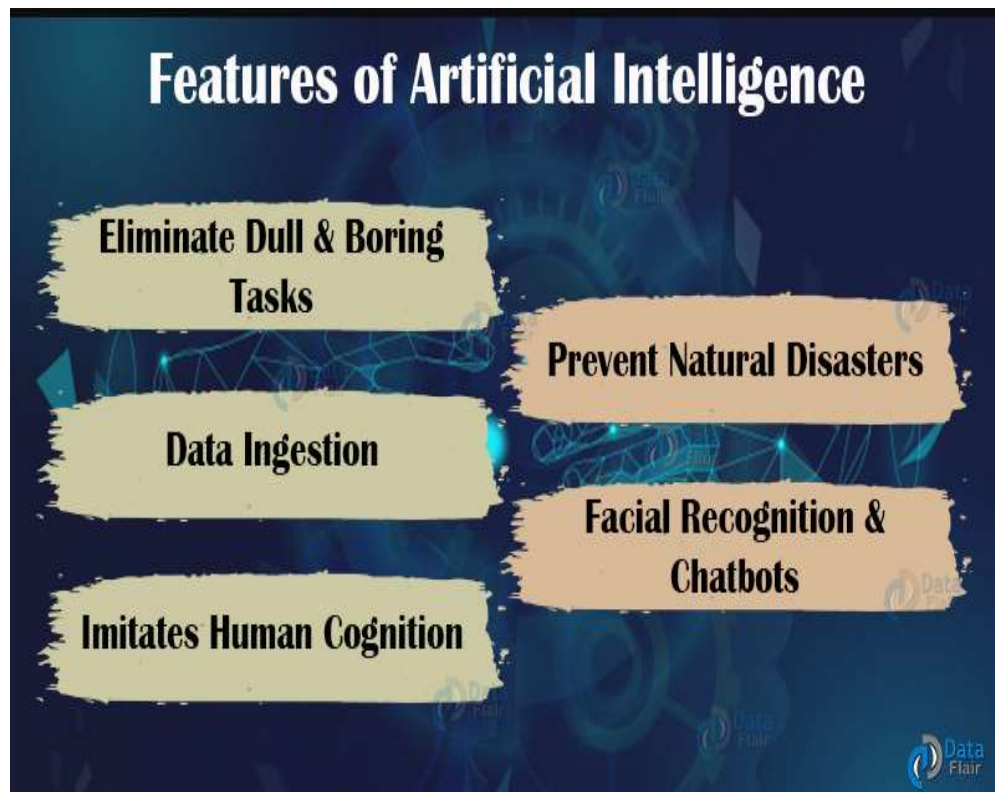 Features of Artificial Intelligence
Eliminate Dull & Boring
Tasks
Data Ingestion
Imitates Human Cognition
Prevent Natural Disasters
Facial Recognition &
Chatbots
Data
Flair